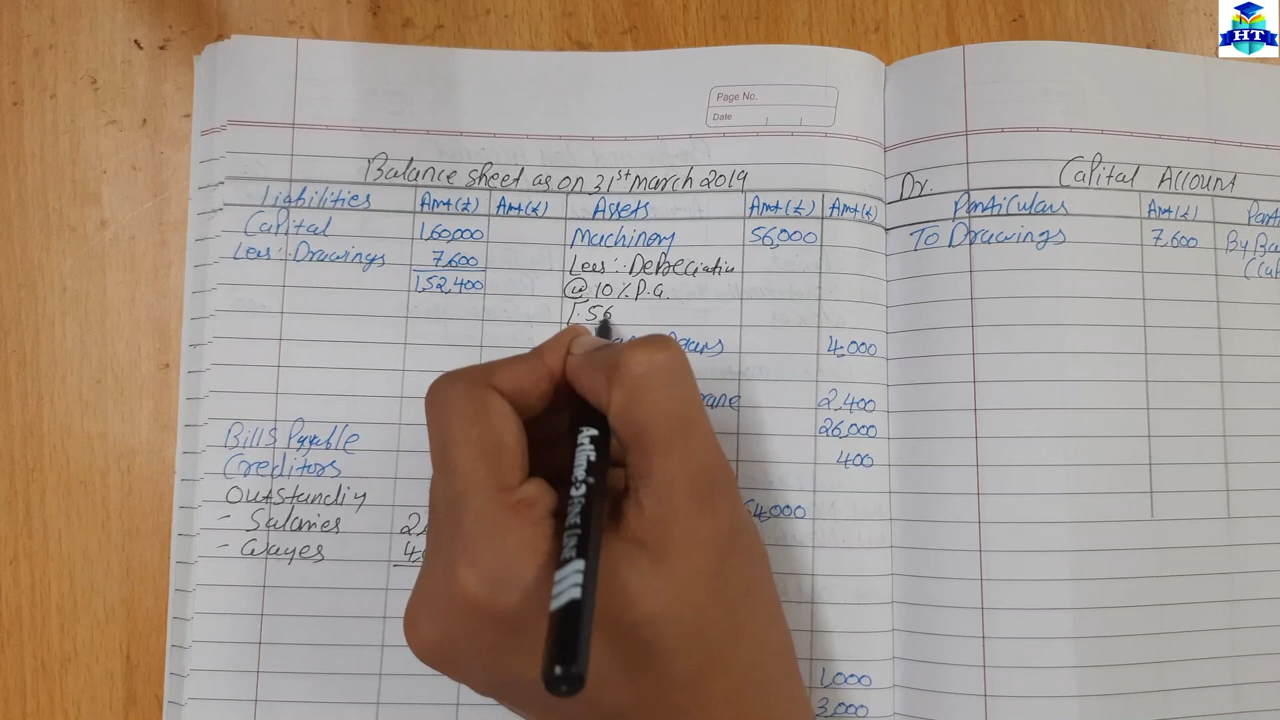 HT
Page No.
Date
Balance sheet as on 31st march 2019
Liabilities Amt(₹) Amt(₹) Assets Amt(₹) Amt(₹)
Capital 1,60,000 Machinery 56,000
Less:- Drawings 7,600 Less:- Depreciation
1,52,400 @ 10% P.a.
56
4,000
2,400
26,000
Bills Payable 400
Creditors
Outstanding
- Salaries
- Wages
1,000
3,000
Dr. Capital Account
Particulars Amt(₹)
To Drawings 7,600
Artline FINE LINE